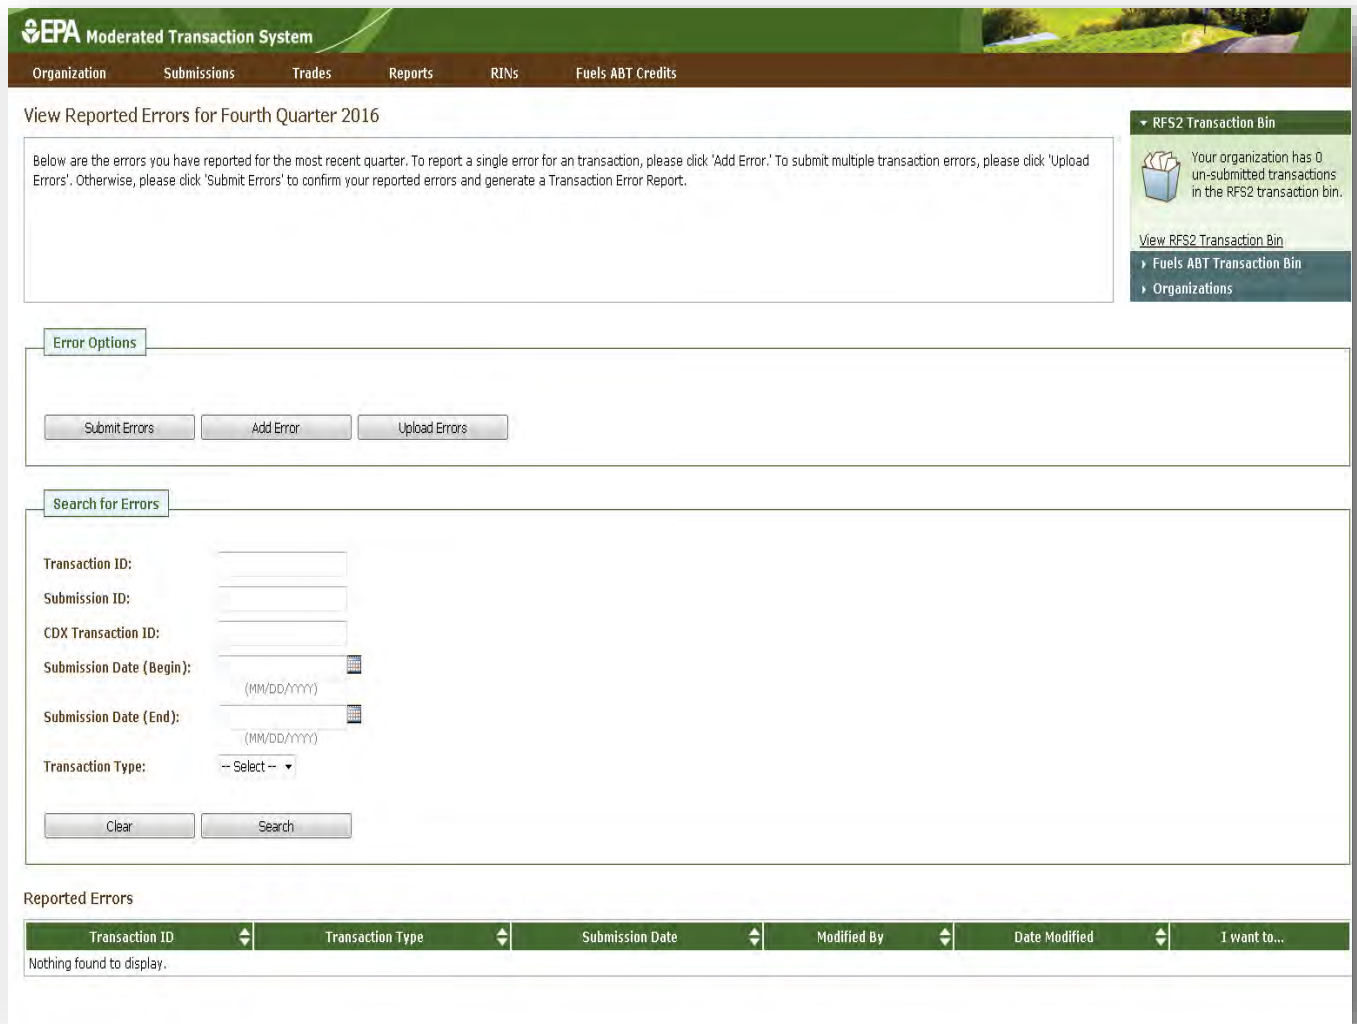 EPA Moderated Transaction System
Organization Submissions Trades Reports RINs Fuels ABT Credits
View Reported Errors for Fourth Quarter 2016
Below are the errors you have reported for the most recent quarter. To report a single error for an transaction, please click 'Add Error.' To submit multiple transaction errors, please click 'Upload
Errors'. Otherwise, please click 'Submit Errors' to confirm your reported errors and generate a Transaction Error Report.
RFS2 Transaction Bin
Your organization has 0
un-submitted transactions
in the RFS2 transaction bin.
View RFS2 Transaction Bin
Fuels ABT Transaction Bin
Organizations
Error Options
Submit Errors Add Error Upload Errors
Search for Errors
Transaction ID:
Submission ID:
CDX Transaction ID:
Submission Date (Begin):
(MM/DD/YYYY)
Submission Date (End):
(MM/DD/YYYY)
Transaction Type: -- Select --
Clear Search
Reported Errors
Transaction ID Transaction Type Submission Date Modified By Date Modified I want to...
Nothing found to display.